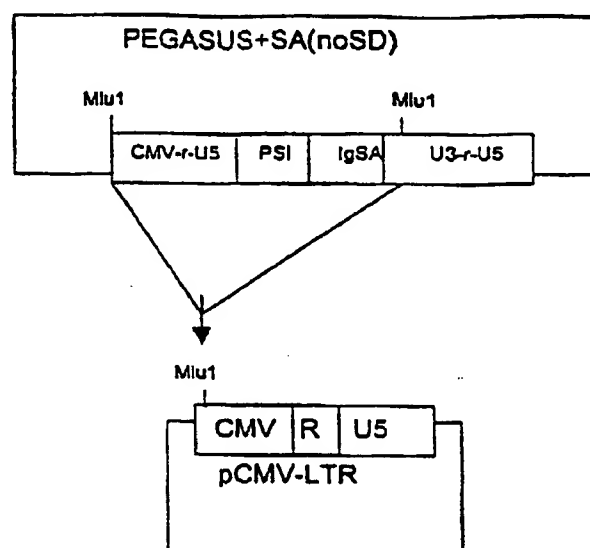 PEGASUS+SA(noSD)
Mlu1 Mlu1
CMV-r-U5 PSI IgSA U3-r-U5
Mlu1
CMV R U5
pCMV-LTR